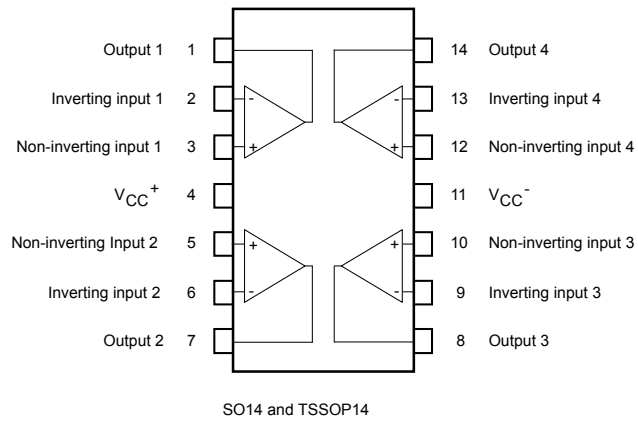 Output 1 1 14 Output 4
Inverting input 1 2 - - 13 Inverting input 4
Non-inverting input 1 3 + + 12 Non-inverting input 4
VCC+ 4 11 VCC-
Non-inverting Input 2 5 + + 10 Non-inverting input 3
Inverting input 2 6 - - 9 Inverting input 3
Output 2 7 8 Output 3
SO14 and TSSOP14